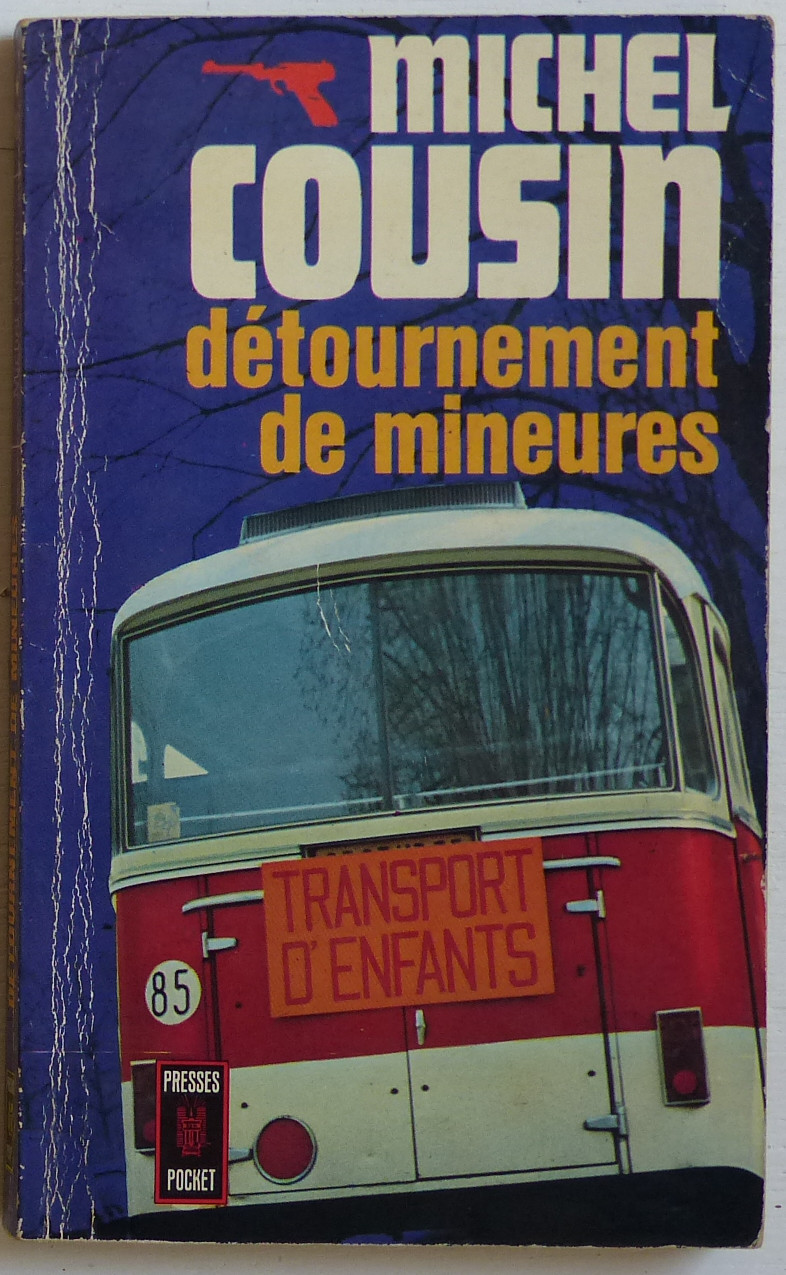 MICHEL
COUSIN
détournement
de mineures
TRANSPORT
D'ENFANTS
85
PRESSES
POCKET